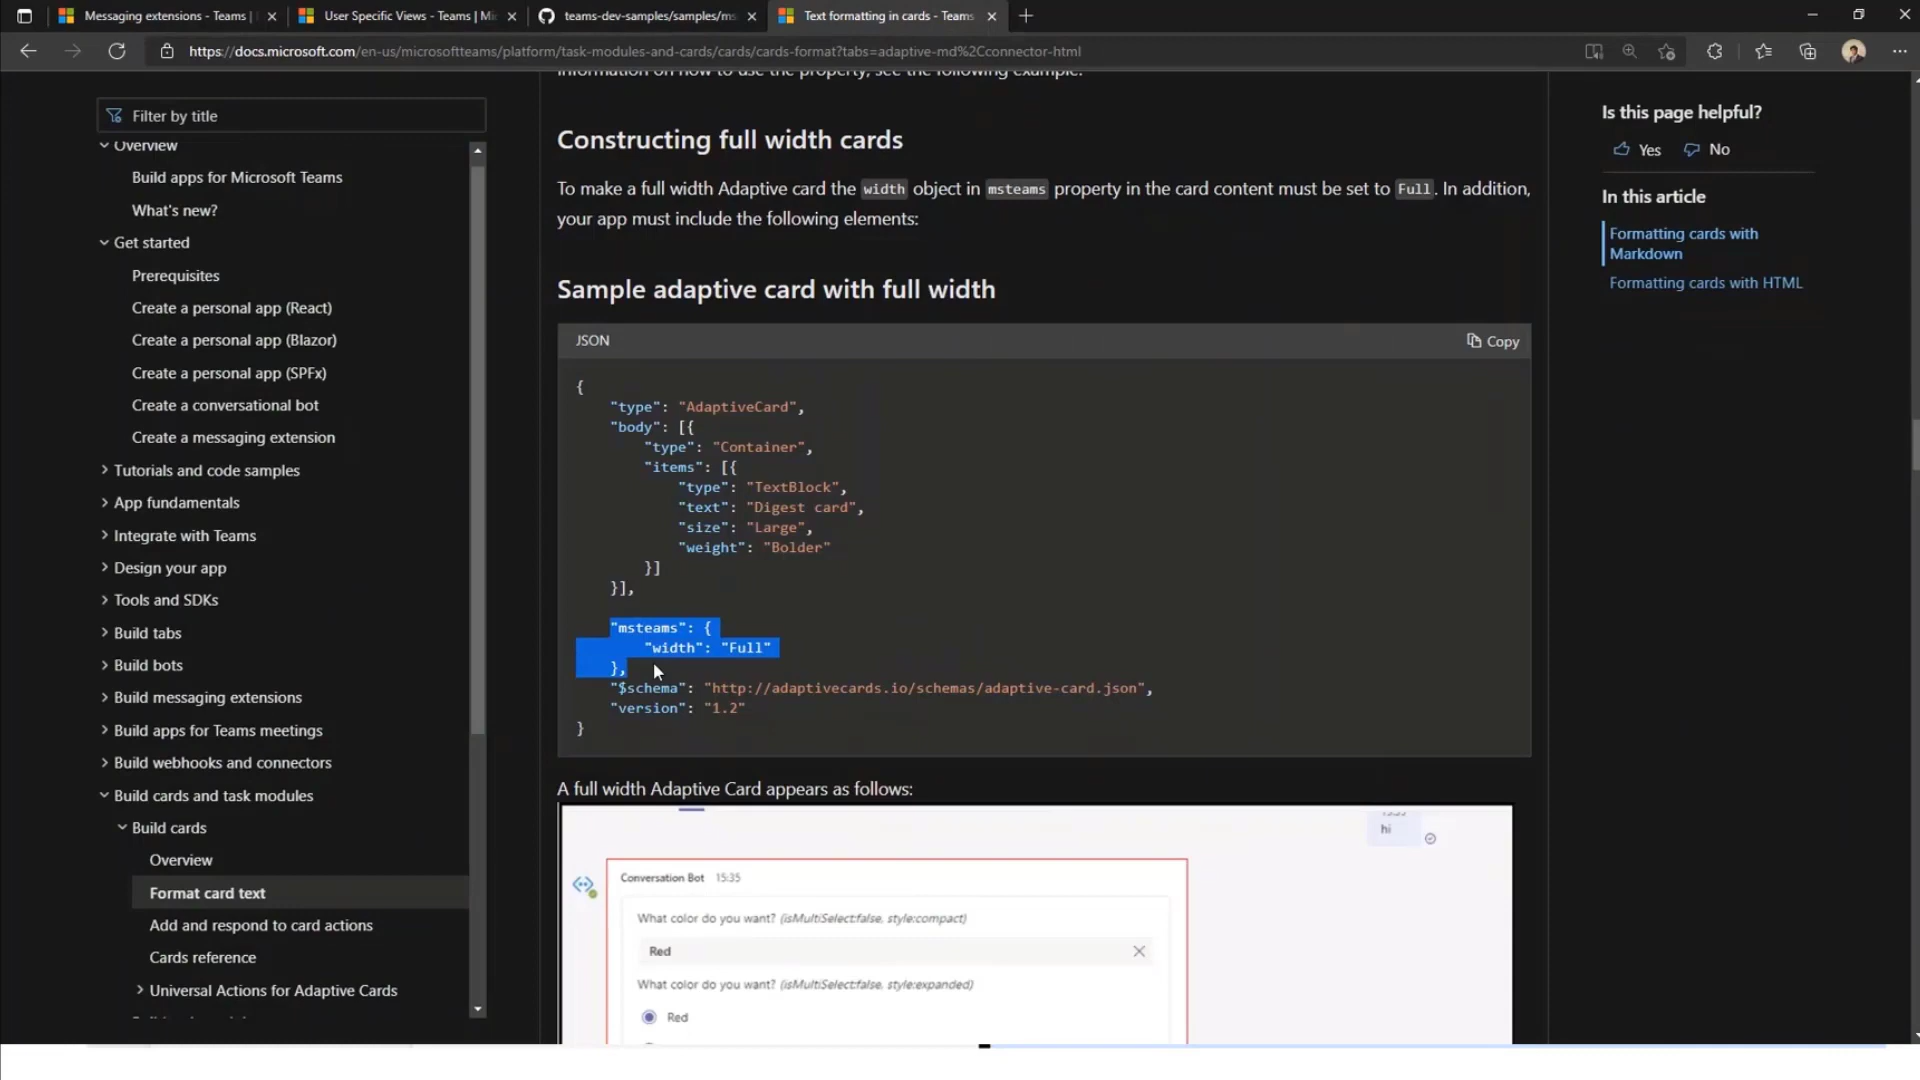 Messaging extensions - Teams |
User Specific Views - Teams | Mi
teams-dev-samples/samples/ms
Text formatting in cards - Teams
https://docs.microsoft.com/en-us/microsoftteams/platform/task-modules-and-cards/cards/cards-format?tabs=adaptive-md%2Cconnector-html
Filter by title
Overview
Build apps for Microsoft Teams
What's new?
Get started
Prerequisites
Create a personal app (React)
Create a personal app (Blazor)
Create a personal app (SPFx)
Create a conversational bot
Create a messaging extension
Tutorials and code samples
App fundamentals
Integrate with Teams
Design your app
Tools and SDKs
Build tabs
Build bots
Build messaging extensions
Build apps for Teams meetings
Build webhooks and connectors
Build cards and task modules
Build cards
Overview
Format card text
Add and respond to card actions
Cards reference
Universal Actions for Adaptive Cards
information on how to use the property, see the following example.
Constructing full width cards
To make a full width Adaptive card the width object in msteams property in the card content must be set to Full. In addition,
your app must include the following elements:
Sample adaptive card with full width
JSON
Copy
{
"type": "AdaptiveCard",
"body": [{
"type": "Container",
"items": [{
"type": "TextBlock",
"text": "Digest card",
"size": "Large",
"weight": "Bolder"
}]
}],
"msteams": {
"width": "Full"
},
"$schema": "http://adaptivecards.io/schemas/adaptive-card.json",
"version": "1.2"
}
A full width Adaptive Card appears as follows:
hi
Conversation Bot 15:35
What color do you want? (isMultiSelect:false, style:compact)
Red
What color do you want? (isMultiSelect:false, style:expanded)
Red
Is this page helpful?
Yes
No
In this article
Formatting cards with
Markdown
Formatting cards with HTML